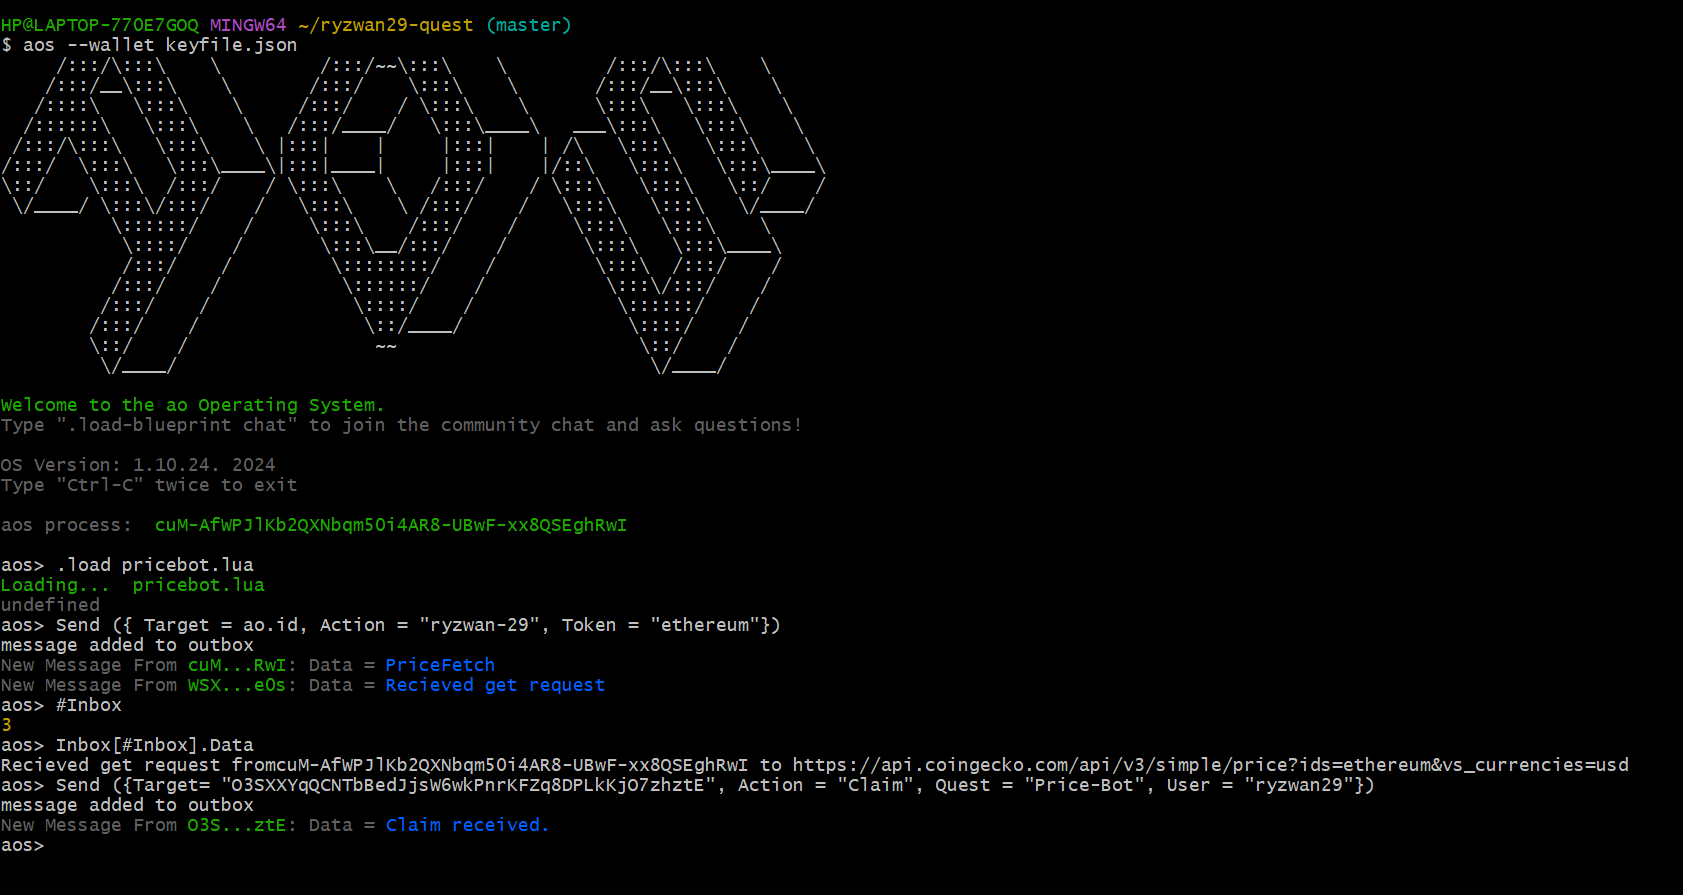 HP@LAPTOP-770E7GOQ MINGW64 ~/ryzwan29-quest (master)
$ aos --wallet keyfile.json
Welcome to the ao Operating System.
Type ".load-blueprint chat" to join the community chat and ask questions!
OS Version: 1.10.24. 2024
Type "Ctrl-C" twice to exit
aos process:  cuM-AfWPJlKb2QXNbqm5Oi4AR8-UBwF-xx8QSEghRwI
aos> .load pricebot.lua
Loading...  pricebot.lua
undefined
aos> Send ({ Target = ao.id, Action = "ryzwan-29", Token = "ethereum"})
message added to outbox
New Message From cuM...RwI: Data = PriceFetch
New Message From WSX...eOs: Data = Recieved get request
aos> #Inbox
3
aos> Inbox[#Inbox].Data
Recieved get request fromcuM-AfWPJlKb2QXNbqm5Oi4AR8-UBwF-xx8QSEghRwI to https://api.coingecko.com/api/v3/simple/price?ids=ethereum&vs_currencies=usd
aos> Send ({Target= "O3SXXYqQCNTbBedJjsW6wkPnrKFZq8DPLkKjO7zhztE", Action = "Claim", Quest = "Price-Bot", User = "ryzwan29"})
message added to outbox
New Message From O3S...ztE: Data = Claim received.
aos>